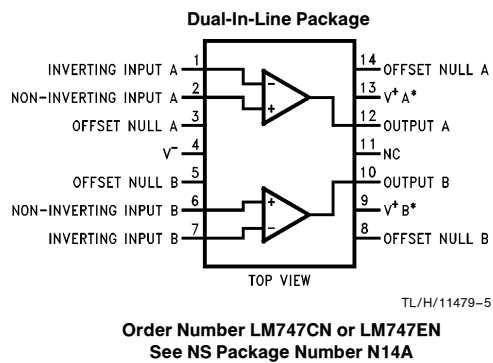 Dual-In-Line Package
INVERTING INPUT A 1
NON-INVERTING INPUT A 2
OFFSET NULL A 3
V⁻ 4
OFFSET NULL B 5
NON-INVERTING INPUT B 6
INVERTING INPUT B 7
14 OFFSET NULL A
13 V⁺ A*
12 OUTPUT A
11 NC
10 OUTPUT B
9 V⁺ B*
8 OFFSET NULL B
−
+
+
−
TOP VIEW
TL/H/11479–5
Order Number LM747CN or LM747EN
See NS Package Number N14A